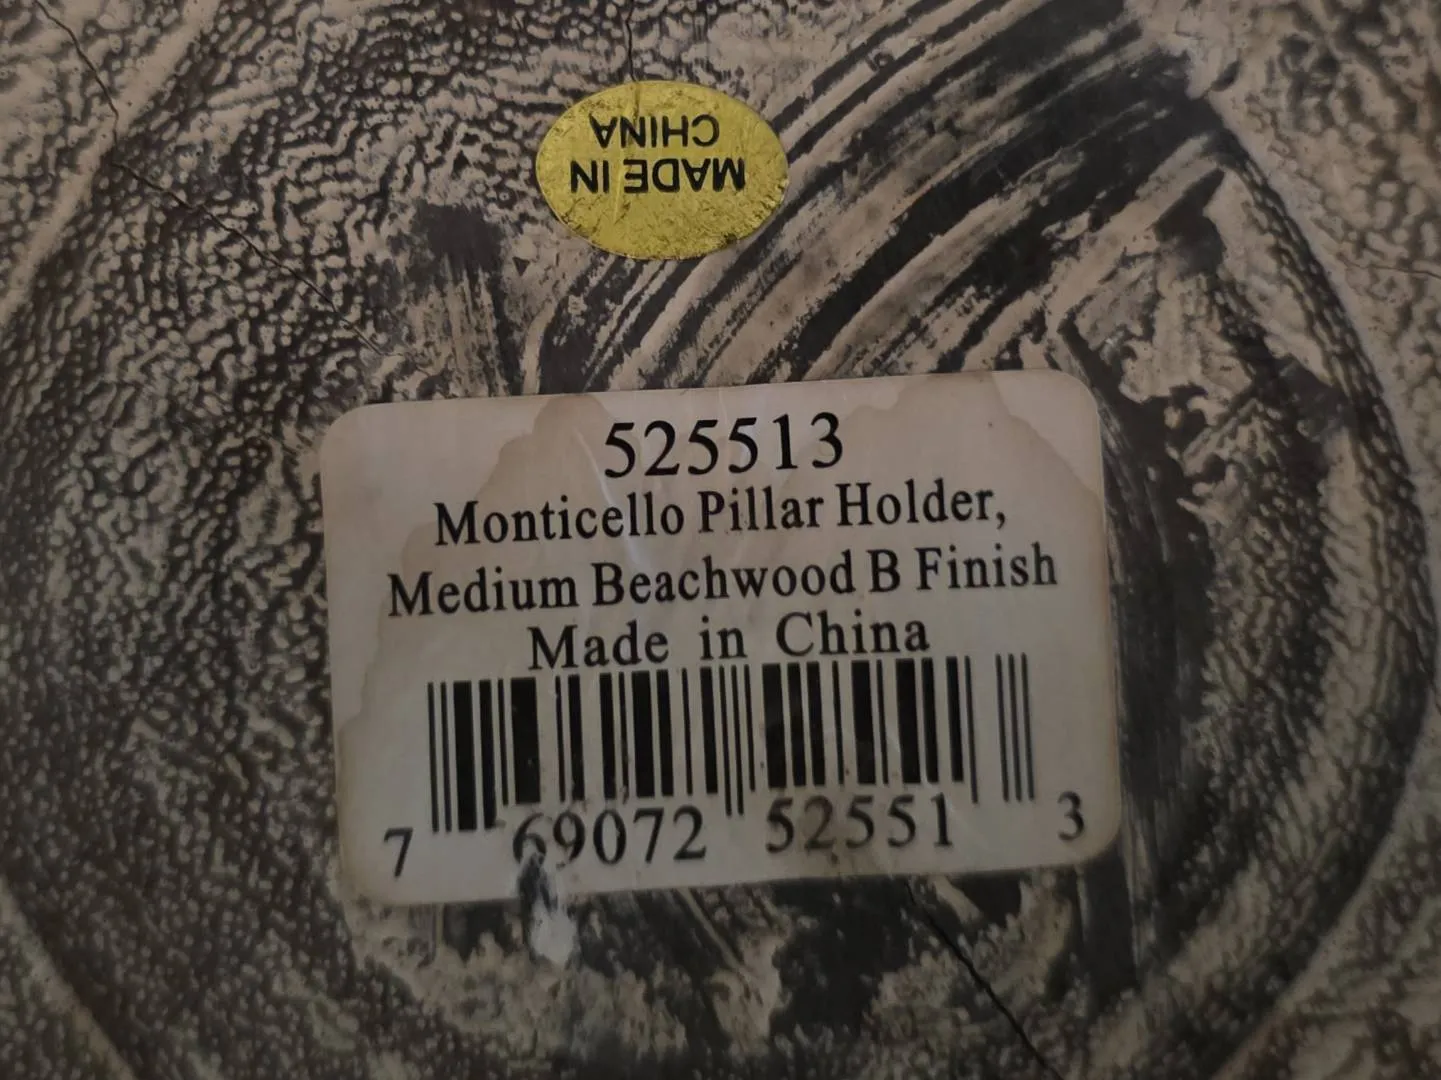 MADE IN
CHINA
525513
Monticello Pillar Holder,
Medium Beachwood B Finish
Made in China
7 69072 52551 3